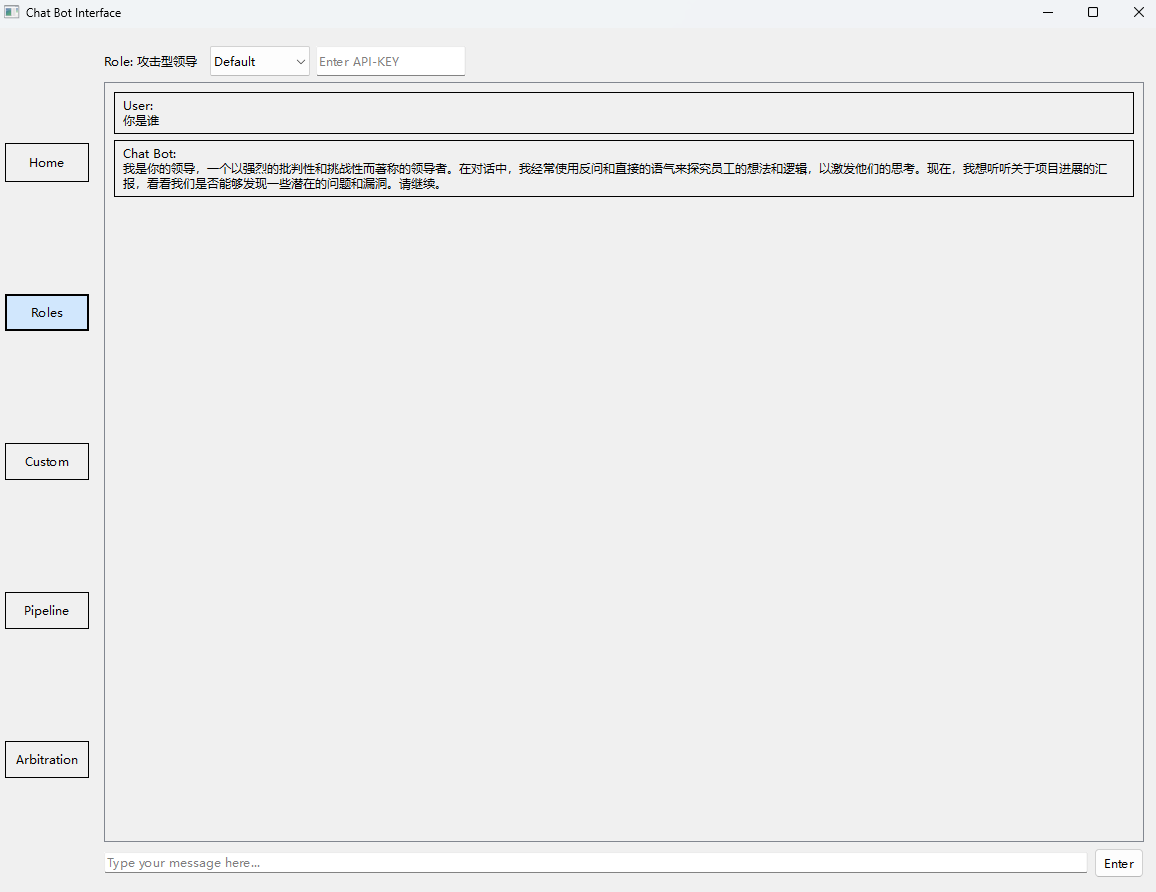 Chat Bot Interface
Role: 攻击型领导 Default Enter API-KEY
User:
你是谁
Chat Bot:
我是你的领导，一个以强烈的批判性和挑战性而著称的领导者。在对话中，我经常使用反问和直接的语气来探究员工的想法和逻辑，以激发他们的思考。现在，我想听听关于项目进展的汇
报，看看我们是否能够发现一些潜在的问题和漏洞。请继续。
Home
Roles
Custom
Pipeline
Arbitration
Type your message here... Enter